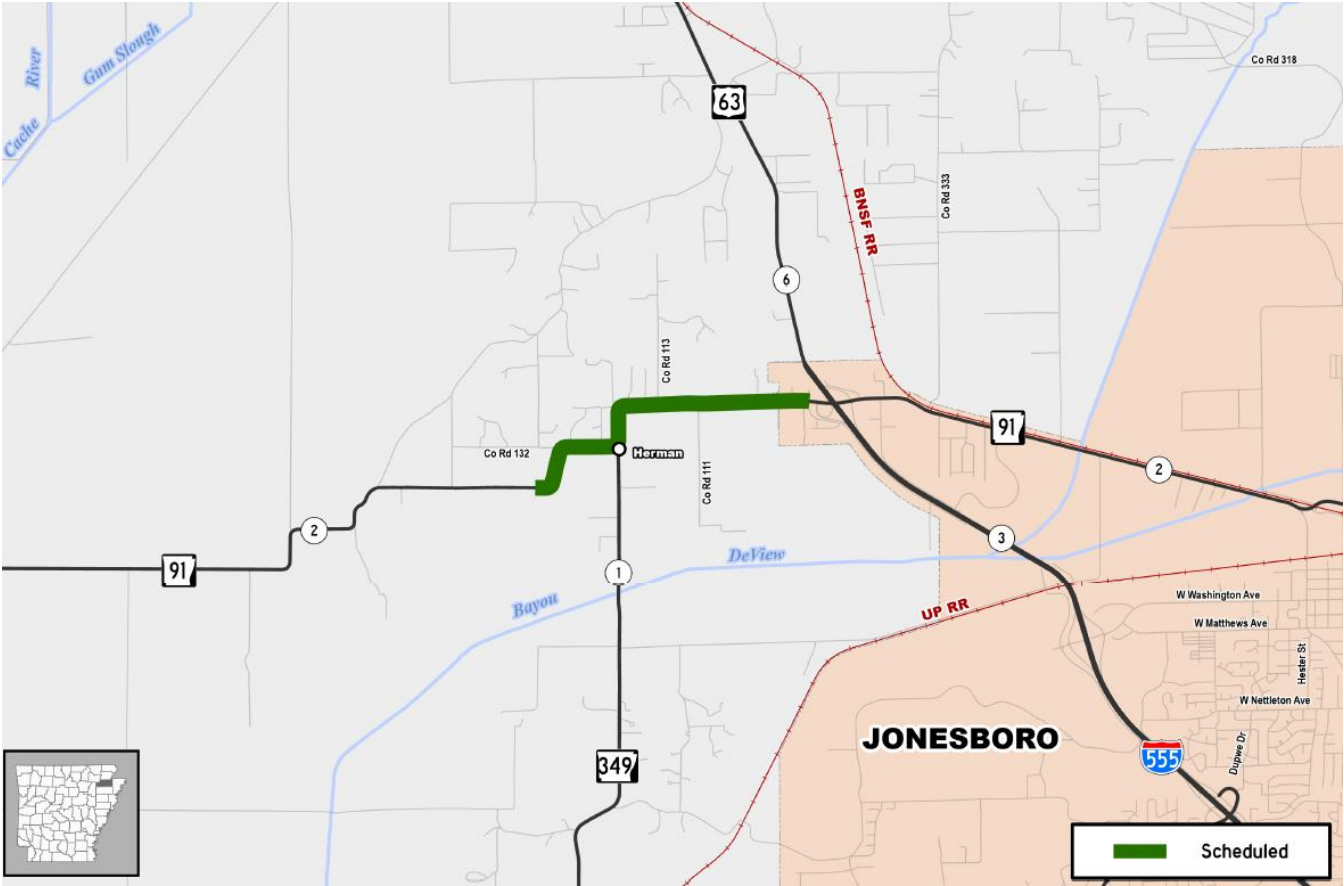 Cache River
Gum Slough
Co Rd 318
63
BNSF RR
Co Rd 333
6
Co Rd 113
91
2
Co Rd 132
Herman
Co Rd 111
2
91
3
DeView
Bayou
1
UP RR
W Washington Ave
W Matthews Ave
Hester St
W Nettleton Ave
JONESBORO
555
Dupwe Dr
349
Scheduled